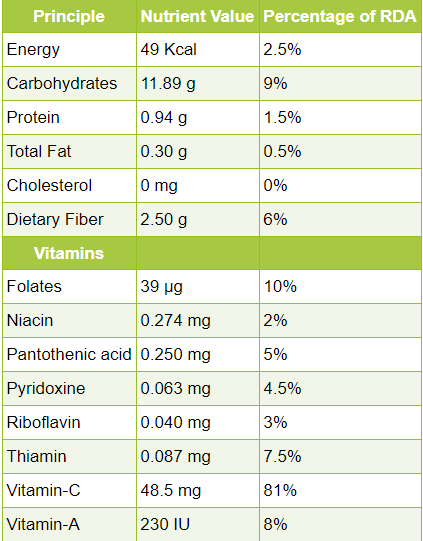 Principle Nutrient Value Percentage of RDA
Energy 49 Kcal 2.5%
Carbohydrates 11.89 g 9%
Protein 0.94 g 1.5%
Total Fat 0.30 g 0.5%
Cholesterol 0 mg 0%
Dietary Fiber 2.50 g 6%
Vitamins
Folates 39 µg 10%
Niacin 0.274 mg 2%
Pantothenic acid 0.250 mg 5%
Pyridoxine 0.063 mg 4.5%
Riboflavin 0.040 mg 3%
Thiamin 0.087 mg 7.5%
Vitamin-C 48.5 mg 81%
Vitamin-A 230 IU 8%